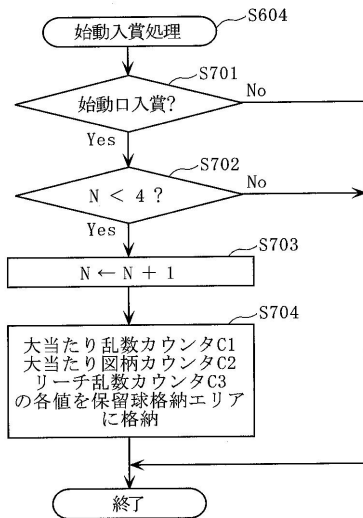 始動入賞処理
S604
S701
始動口入賞?
No
Yes
S702
N < 4 ?
No
Yes
S703
N ← N + 1
S704
大当たり乱数カウンタC1
大当たり図柄カウンタC2
リーチ乱数カウンタC3
の各値を保留球格納エリア
に格納
終了